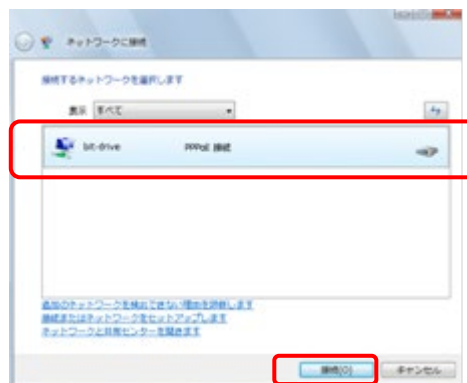 ネットワークに接続
接続するネットワークを選択します
表示 すべて
bit-drive PPPoE 接続
追加のネットワークを検出できない理由を診断します
接続またはネットワークをセットアップします
ネットワークと共有センターを開きます
接続(O) キャンセル